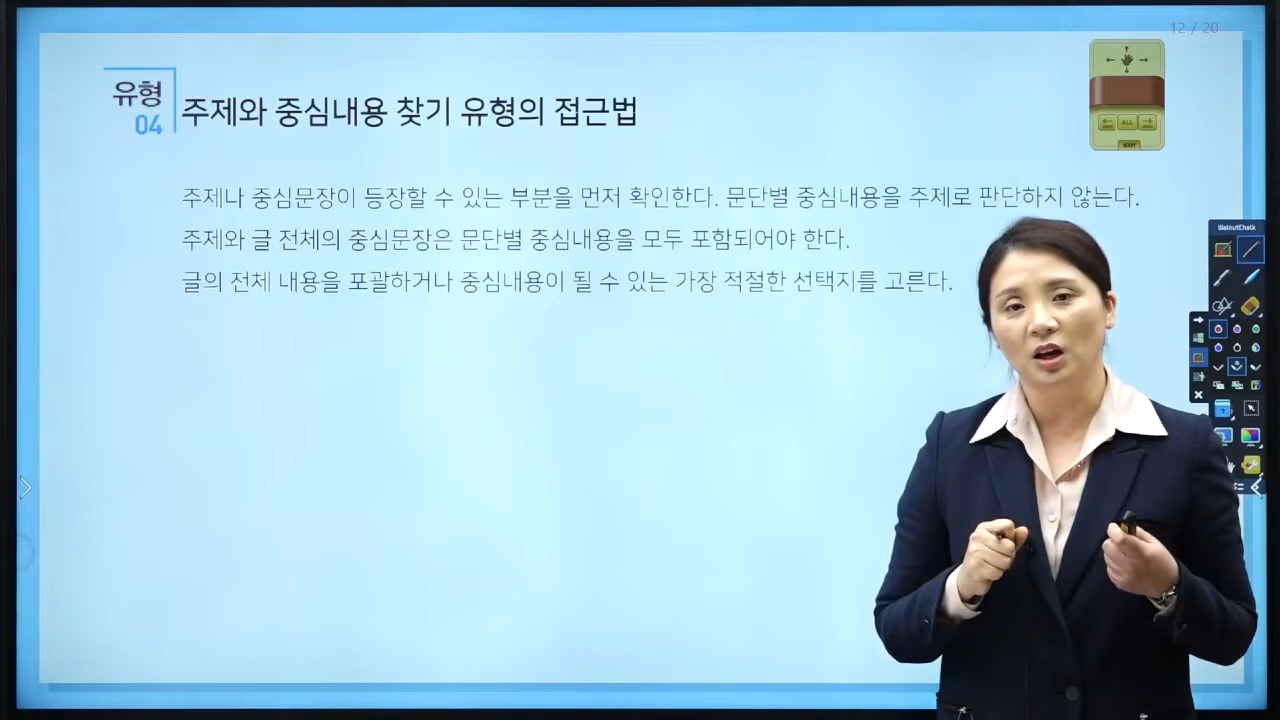 12 / 20
유형
04
주제와 중심내용 찾기 유형의 접근법
주제나 중심문장이 등장할 수 있는 부분을 먼저 확인한다. 문단별 중심내용을 주제로 판단하지 않는다.
주제와 글 전체의 중심문장은 문단별 중심내용을 모두 포함되어야 한다.
글의 전체 내용을 포괄하거나 중심내용이 될 수 있는 가장 적절한 선택지를 고른다.
ALL
EXIT
WalnutChalk